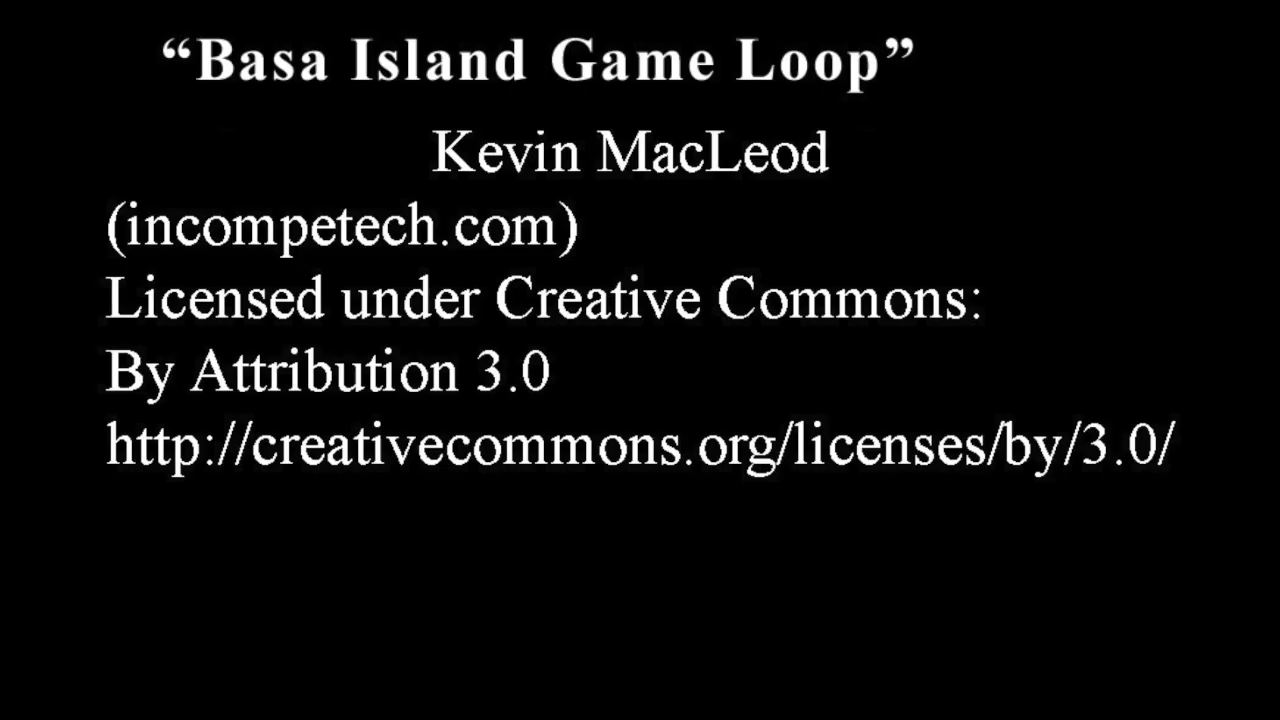 “Basa Island Game Loop”
Kevin MacLeod
(incompetech.com)
Licensed under Creative Commons:
By Attribution 3.0
http://creativecommons.org/licenses/by/3.0/